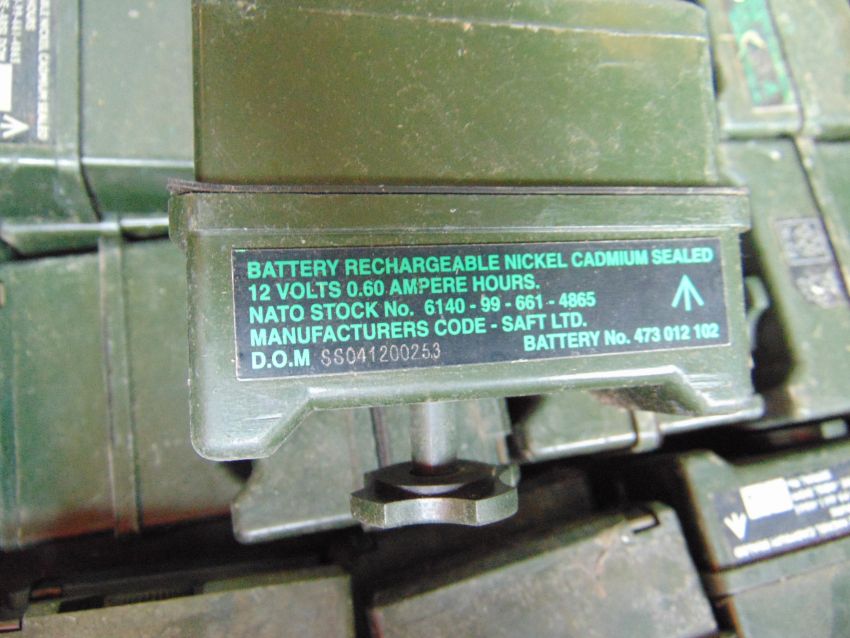 BATTERY RECHARGEABLE NICKEL CADMIUM SEALED
12 VOLTS 0.60 AMPERE HOURS.
NATO STOCK No. 6140-99-661-4865
MANUFACTURERS CODE - SAFT LTD.
BATTERY No. 473 012 102
D.O.M SS041200253